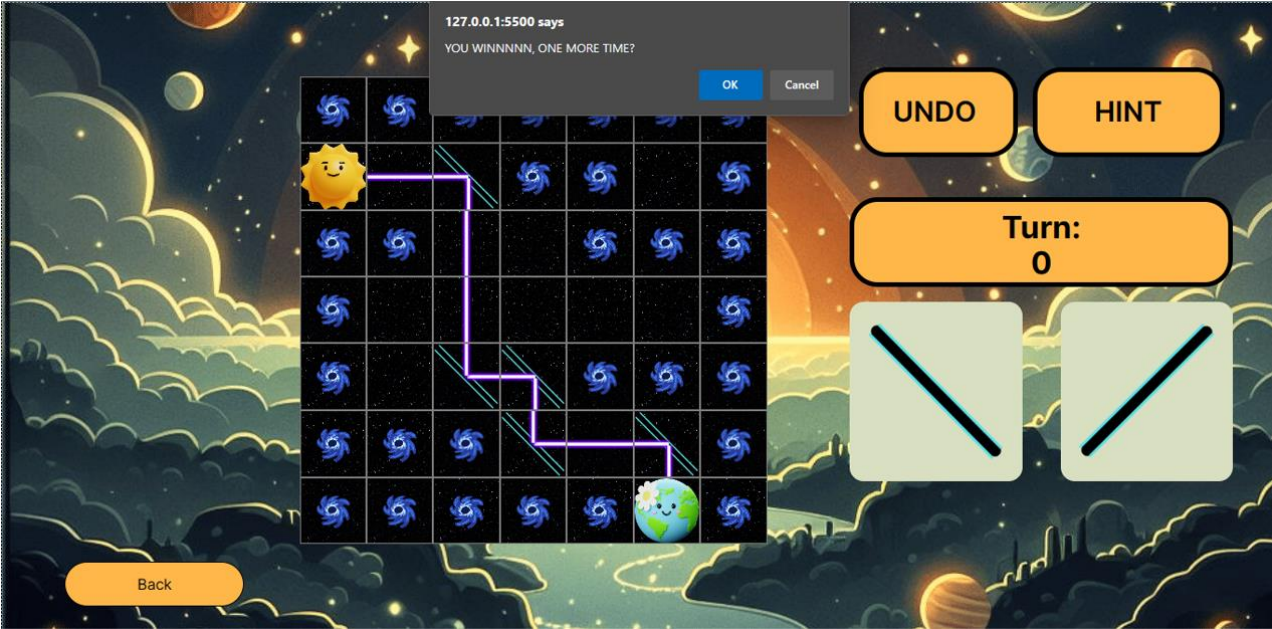 127.0.0.1:5500 says
YOU WINNNNN, ONE MORE TIME?
OK
Cancel
UNDO
HINT
Turn:
0
Back